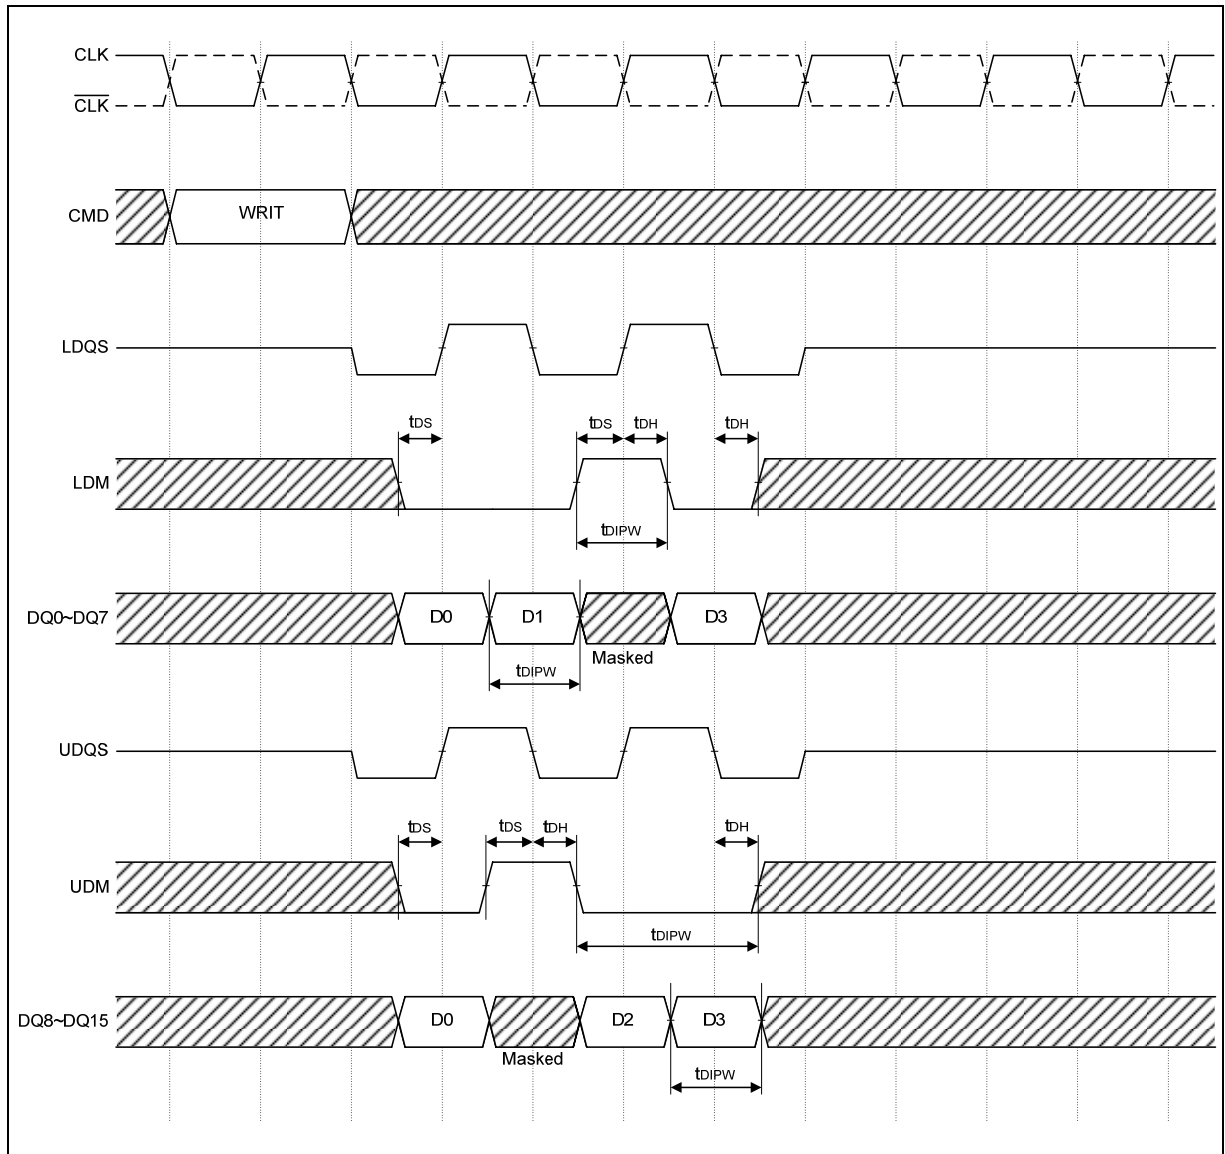 CLK
CLK
CMD
WRIT
LDQS
tDS
tDS
tDH
tDH
LDM
tDIPW
DQ0~DQ7
D0
D1
D3
Masked
tDIPW
UDQS
tDS
tDS
tDH
tDH
UDM
tDIPW
DQ8~DQ15
D0
D2
D3
Masked
tDIPW